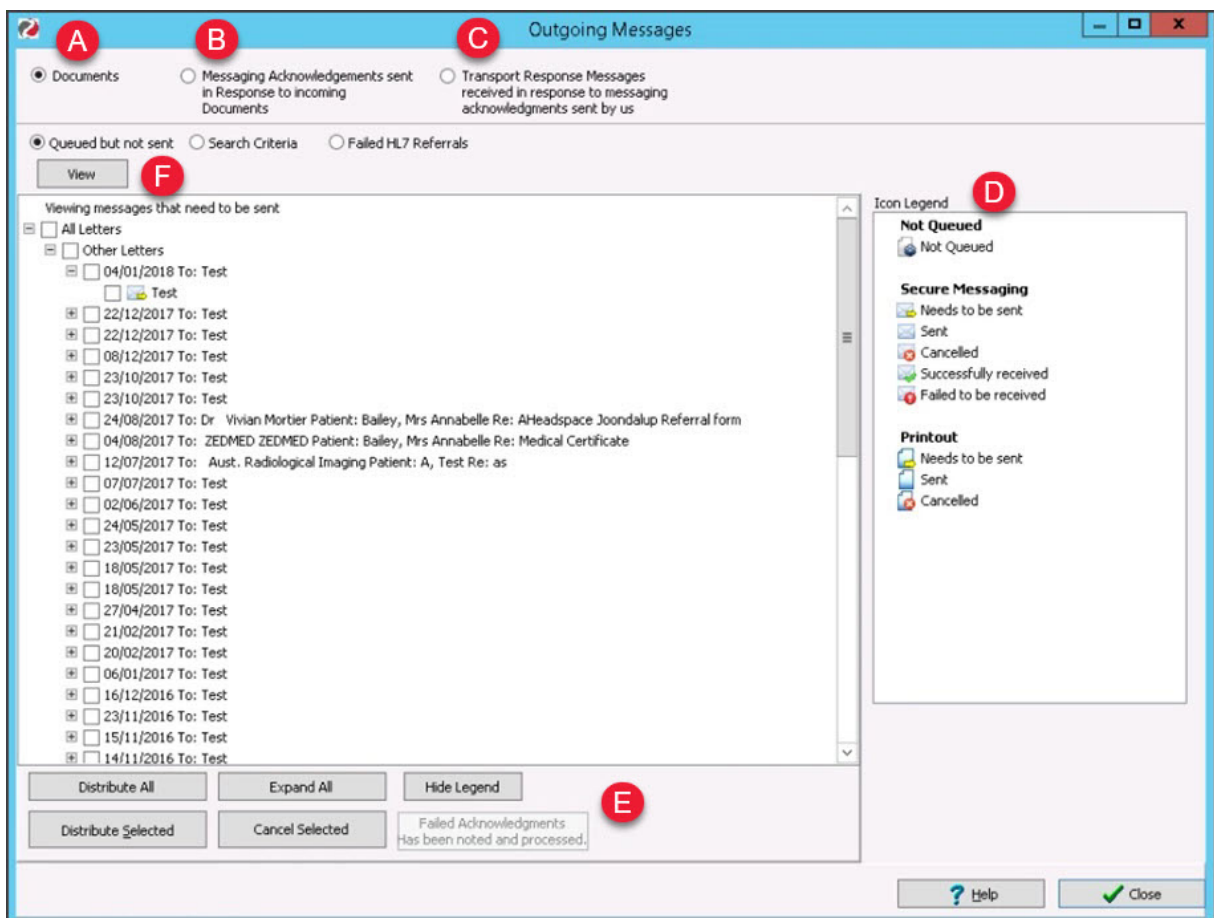 Outgoing Messages
A
B
C
Documents
Messaging Acknowledgements sent
in Response to incoming
Documents
Transport Response Messages
received in response to messaging
acknowledgments sent by us
Queued but not sent
Search Criteria
Failed HL7 Referrals
View
F
Viewing messages that need to be sent
All Letters
Other Letters
04/01/2018 To: Test
Test
22/12/2017 To: Test
22/12/2017 To: Test
08/12/2017 To: Test
23/10/2017 To: Test
23/10/2017 To: Test
24/08/2017 To: Dr Vivian Mortier Patient: Bailey, Mrs Annabelle Re: AHeadspace Joondalup Referral form
04/08/2017 To: ZEDMED ZEDMED Patient: Bailey, Mrs Annabelle Re: Medical Certificate
12/07/2017 To: Aust. Radiological Imaging Patient: A, Test Re: as
07/07/2017 To: Test
02/06/2017 To: Test
24/05/2017 To: Test
23/05/2017 To: Test
18/05/2017 To: Test
18/05/2017 To: Test
27/04/2017 To: Test
21/02/2017 To: Test
20/02/2017 To: Test
06/01/2017 To: Test
16/12/2016 To: Test
23/11/2016 To: Test
15/11/2016 To: Test
14/11/2016 To: Test
Icon Legend
D
Not Queued
Not Queued
Secure Messaging
Needs to be sent
Sent
Cancelled
Successfully received
Failed to be received
Printout
Needs to be sent
Sent
Cancelled
Distribute All
Expand All
Hide Legend
E
Distribute Selected
Cancel Selected
Failed Acknowledgments
Has been noted and processed.
? Help
Close